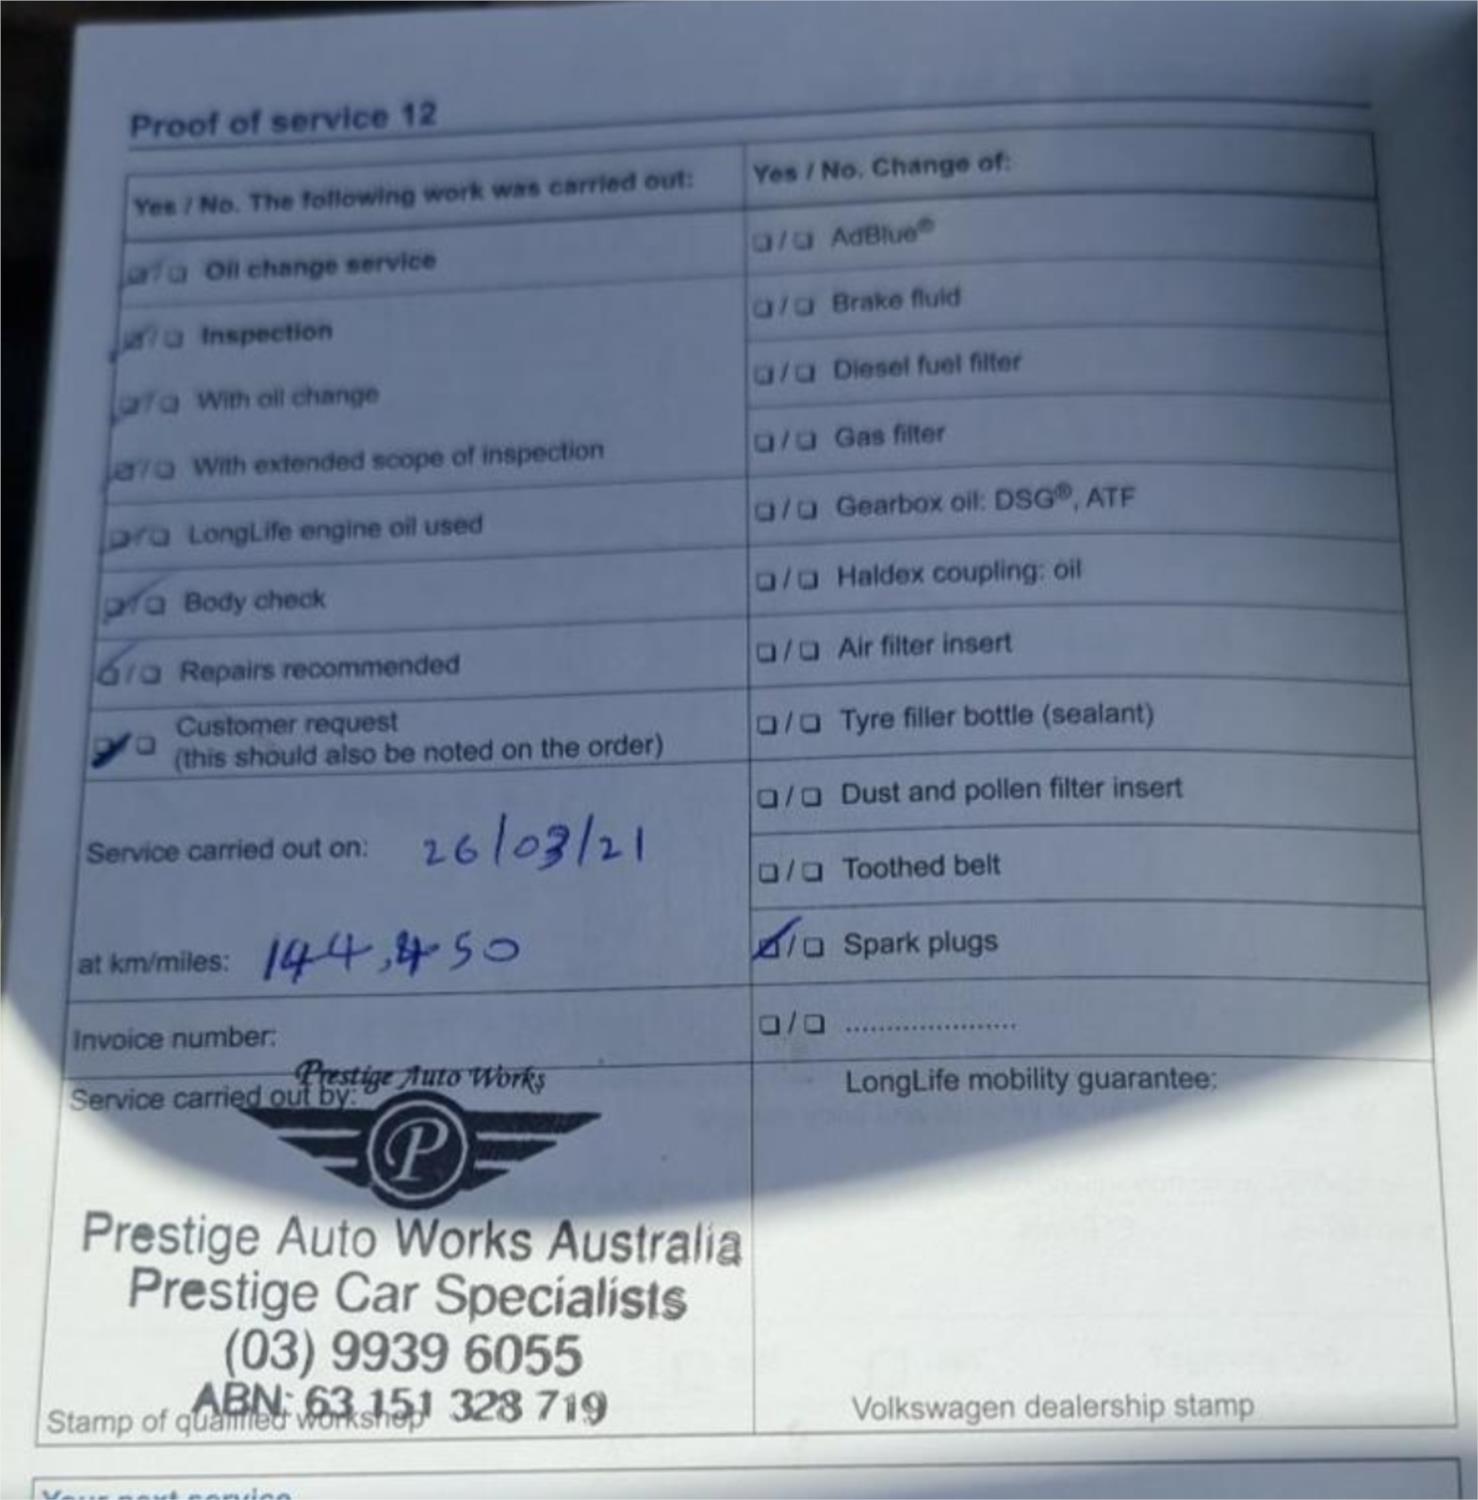 Proof of service 12
Yes / No. The following work was carried out:
Oil change service
Inspection
With oil change
With extended scope of inspection
LongLife engine oil used
Body check
Repairs recommended
Customer request
(this should also be noted on the order)
Service carried out on: 26/03/21
at km/miles: 144,450
Invoice number:
Service carried out by:
Prestige Auto Works
P
Prestige Auto Works Australia
Prestige Car Specialists
(03) 9939 6055
ABN: 63 151 328 719
Stamp of qualified workshop
Yes / No. Change of:
/ AdBlue®
/ Brake fluid
/ Diesel fuel filter
/ Gas filter
/ Gearbox oil: DSG®, ATF
/ Haldex coupling: oil
/ Air filter insert
/ Tyre filler bottle (sealant)
/ Dust and pollen filter insert
/ Toothed belt
/ Spark plugs
/ .....................
LongLife mobility guarantee:
Volkswagen dealership stamp
Your next service